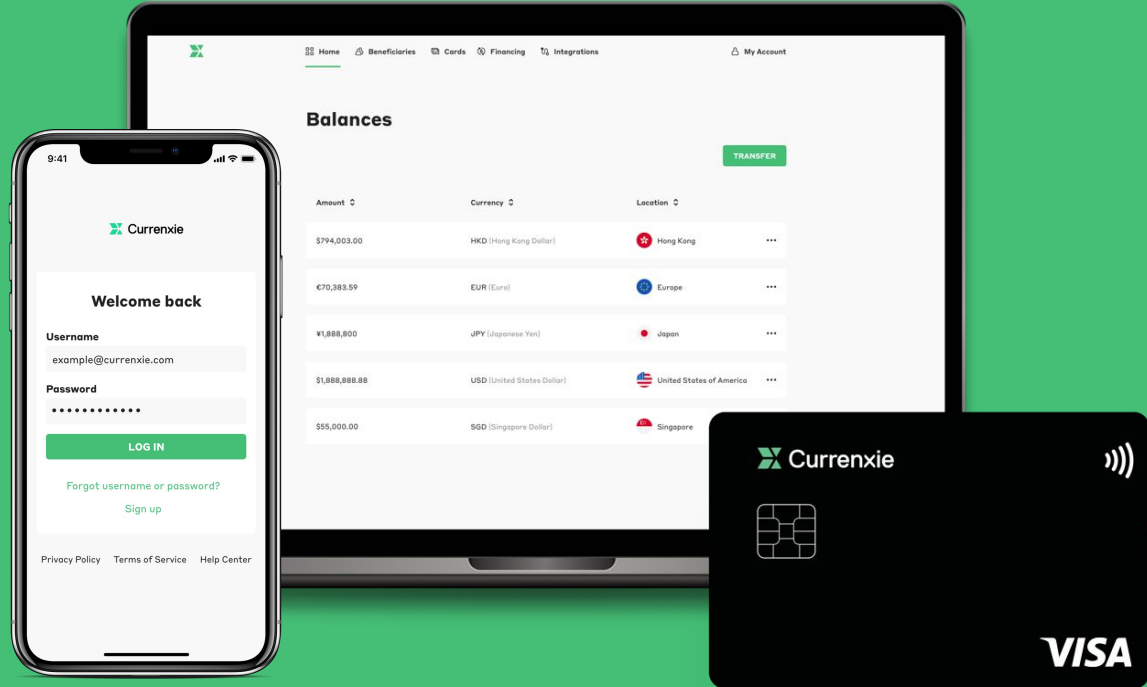 Home Beneficiaries Cards Financing Integrations My Account
Balances
TRANSFER
Amount Currency Location
$794,003.00 HKD (Hong Kong Dollar) Hong Kong
€70,383.59 EUR (Euro) Europe
¥1,888,800 JPY (Japanese Yen) Japan
$1,888,888.88 USD (United States Dollar) United States of America
$55,000.00 SGD (Singapore Dollar) Singapore
9:41
Currenxie
Welcome back
Username
example@currenxie.com
Password
LOG IN
Forgot username or password?
Sign up
Privacy Policy Terms of Service Help Center
Currenxie
VISA